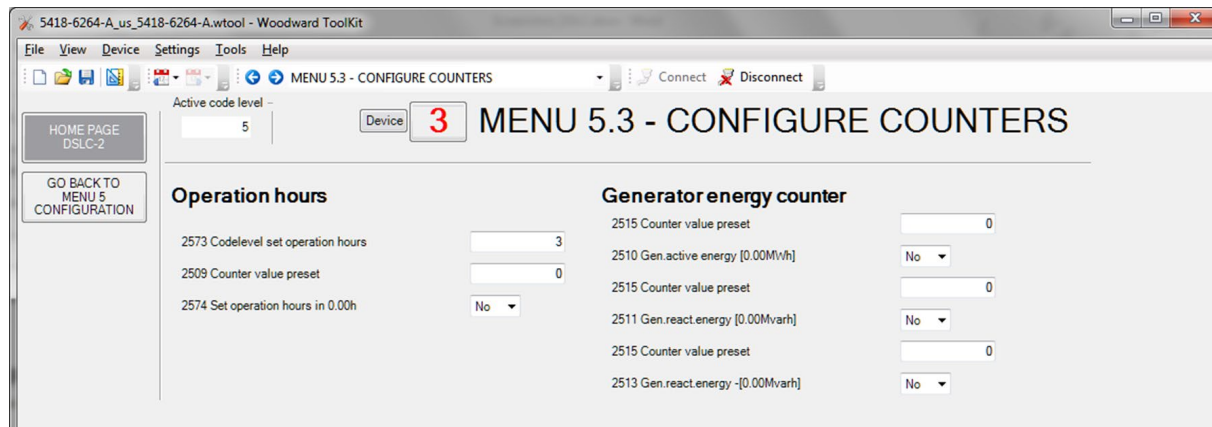 5418-6264-A_us_5418-6264-A.wtool - Woodward ToolKit
File View Device Settings Tools Help
MENU 5.3 - CONFIGURE COUNTERS Connect Disconnect
Active code level
5
Device 3 MENU 5.3 - CONFIGURE COUNTERS
HOME PAGE
DSLC-2
GO BACK TO
MENU 5
CONFIGURATION
Operation hours
2573 Codelevel set operation hours 3
2509 Counter value preset 0
2574 Set operation hours in 0.00h No
Generator energy counter
2515 Counter value preset 0
2510 Gen.active energy [0.00MWh] No
2515 Counter value preset 0
2511 Gen.react.energy [0.00Mvarh] No
2515 Counter value preset 0
2513 Gen.react.energy -[0.00Mvarh] No